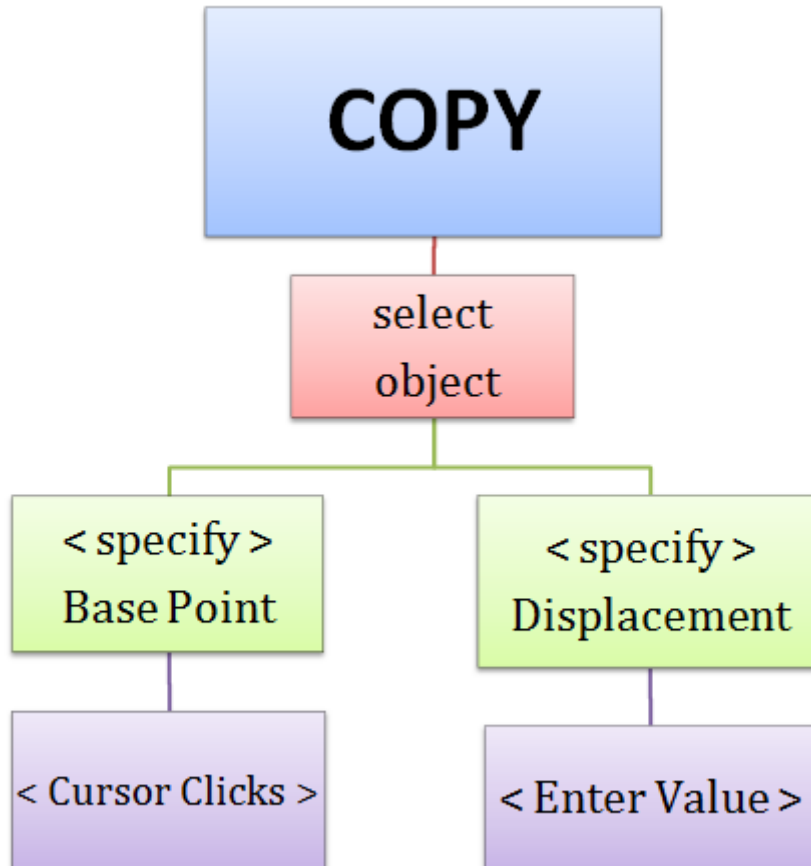 COPY
select
object
< specify >
Base Point
< specify >
Displacement
< Cursor Clicks >
< Enter Value >